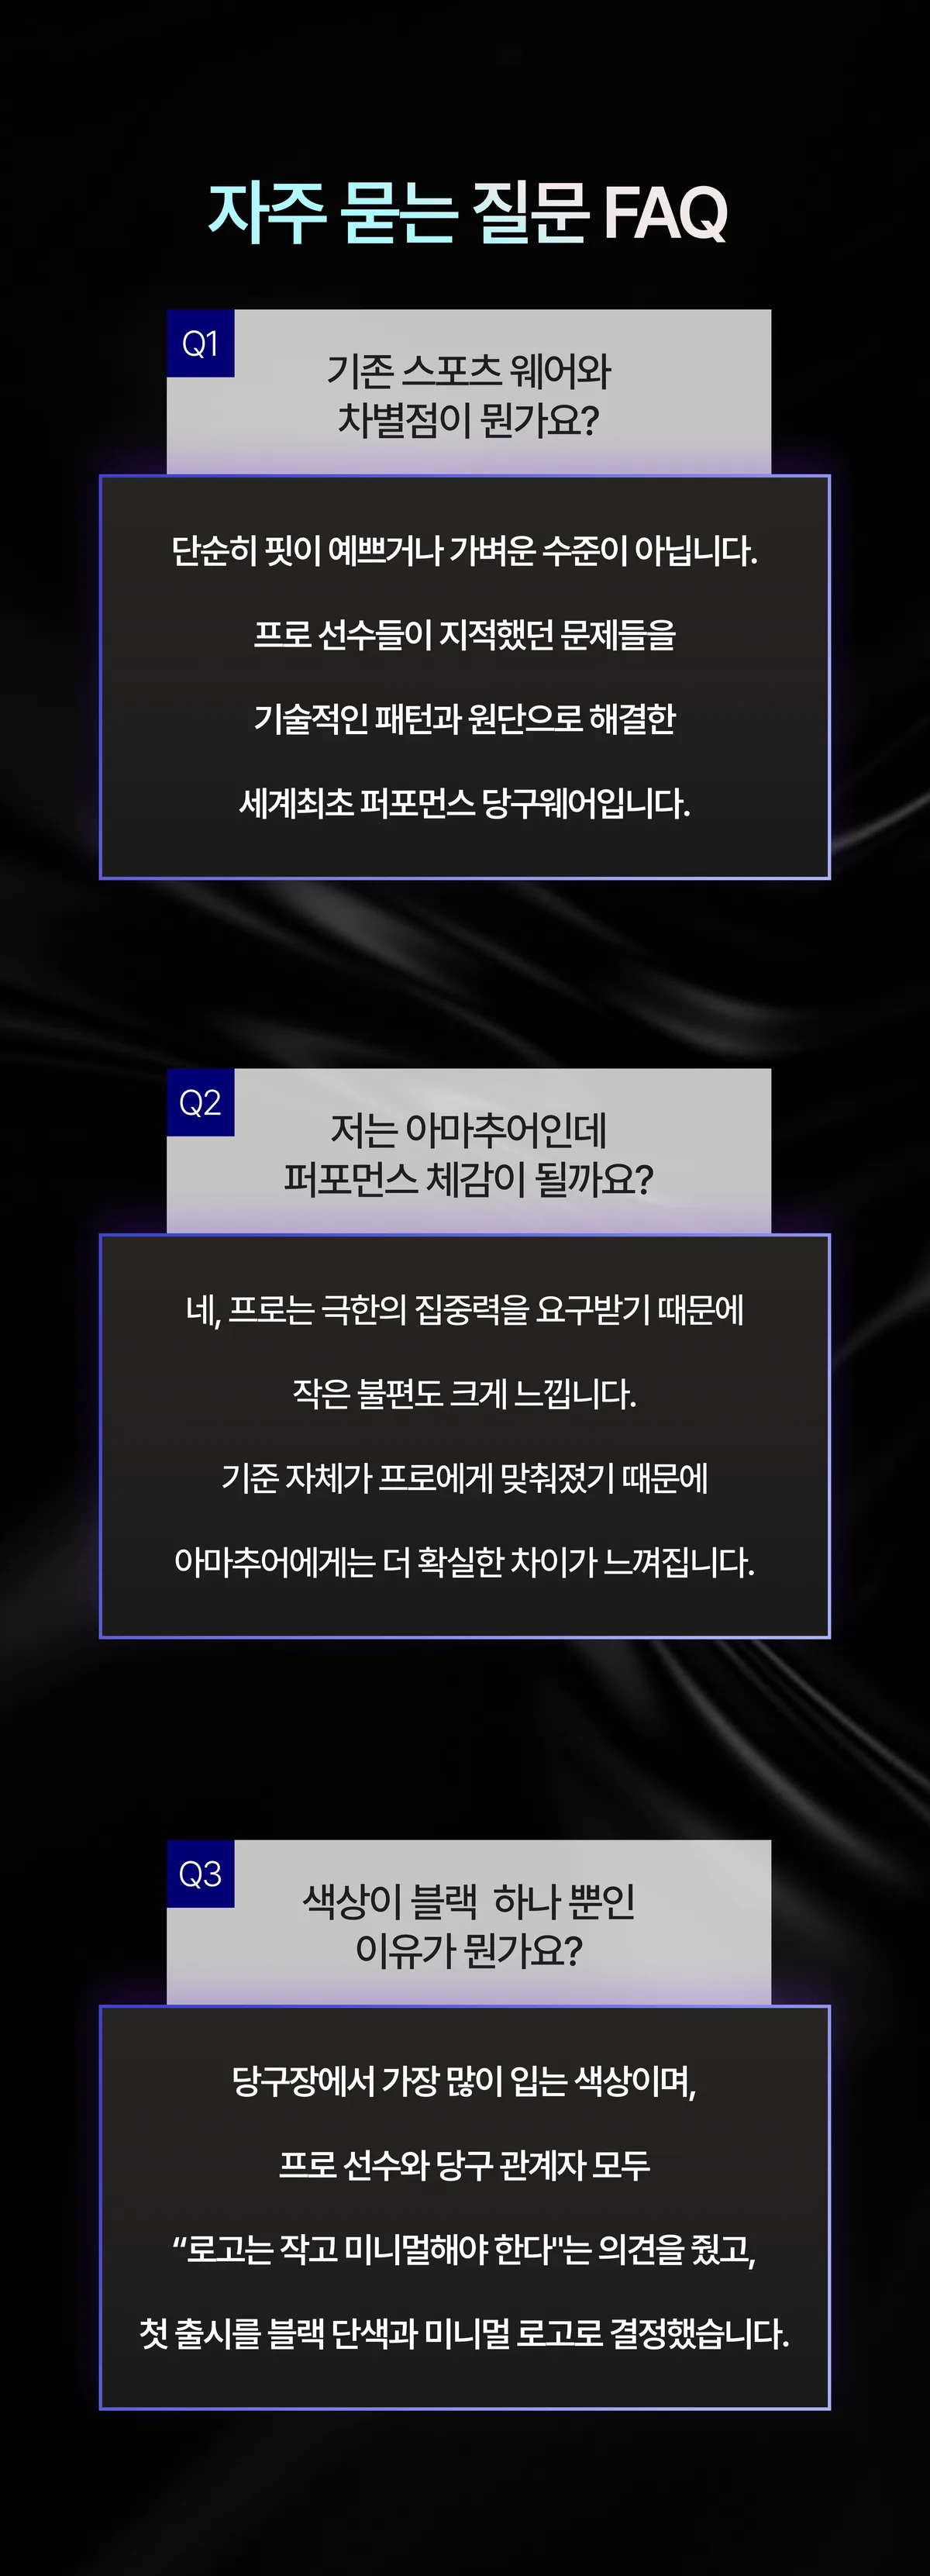 자주 묻는 질문 FAQ
Q1
기존 스포츠 웨어와
차별점이 뭔가요?
단순히 핏이 예쁘거나 가벼운 수준이 아닙니다.
프로 선수들이 지적했던 문제들을
기술적인 패턴과 원단으로 해결한
세계최초 퍼포먼스 당구웨어입니다.
Q2
저는 아마추어인데
퍼포먼스 체감이 될까요?
네, 프로는 극한의 집중력을 요구받기 때문에
작은 불편도 크게 느낍니다.
기준 자체가 프로에게 맞춰졌기 때문에
아마추어에게는 더 확실한 차이가 느껴집니다.
Q3
색상이 블랙 하나 뿐인
이유가 뭔가요?
당구장에서 가장 많이 입는 색상이며,
프로 선수와 당구 관계자 모두
“로고는 작고 미니멀해야 한다"는 의견을 줬고,
첫 출시를 블랙 단색과 미니멀 로고로 결정했습니다.